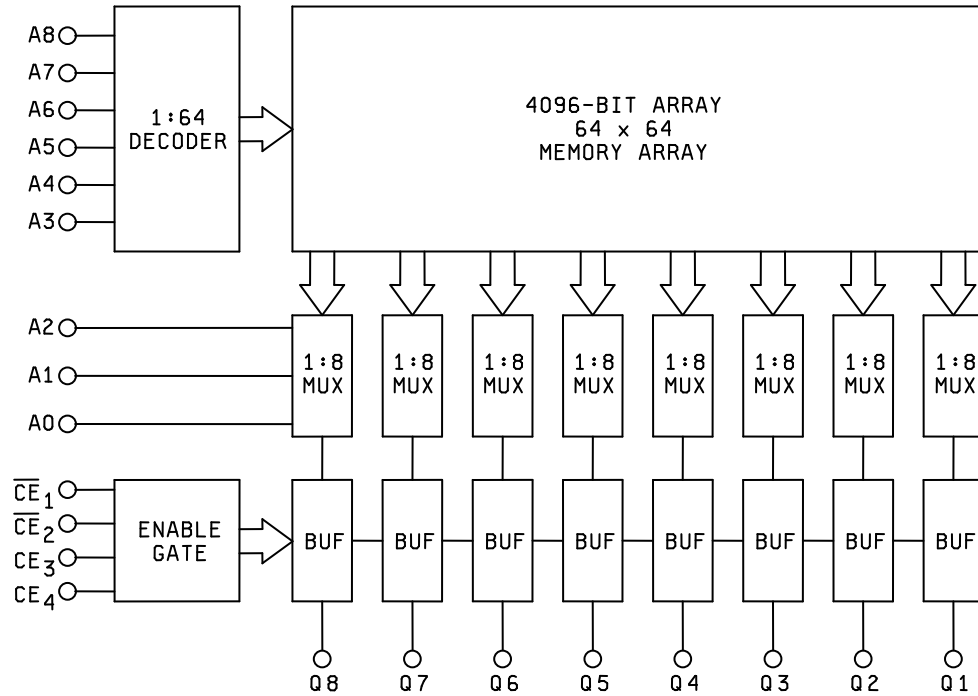 A8
A7
A6
A5
A4
A3
1:64
DECODER
4096-BIT ARRAY
64 x 64
MEMORY ARRAY
A2
A1
A0
1:8
MUX
1:8
MUX
1:8
MUX
1:8
MUX
1:8
MUX
1:8
MUX
1:8
MUX
1:8
MUX
C̅E̅₁
C̅E̅₂
CE₃
CE₄
ENABLE
GATE
BUF
BUF
BUF
BUF
BUF
BUF
BUF
BUF
Q8
Q7
Q6
Q5
Q4
Q3
Q2
Q1